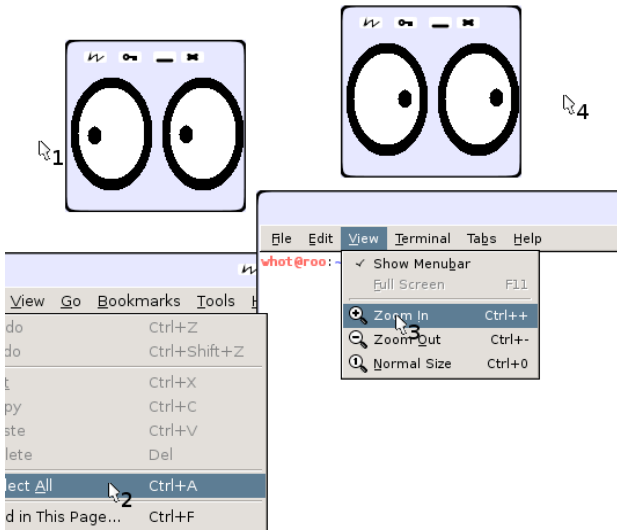 1
4
File Edit View Terminal Tabs Help
whot@roo:~
✓ Show Menubar
Full Screen F11
Zoom In Ctrl++
3
Zoom Out Ctrl+-
Normal Size Ctrl+0
View Go Bookmarks Tools
do Ctrl+Z
do Ctrl+Shift+Z
t Ctrl+X
py Ctrl+C
ste Ctrl+V
lete Del
lect All Ctrl+A
2
d in This Page... Ctrl+F